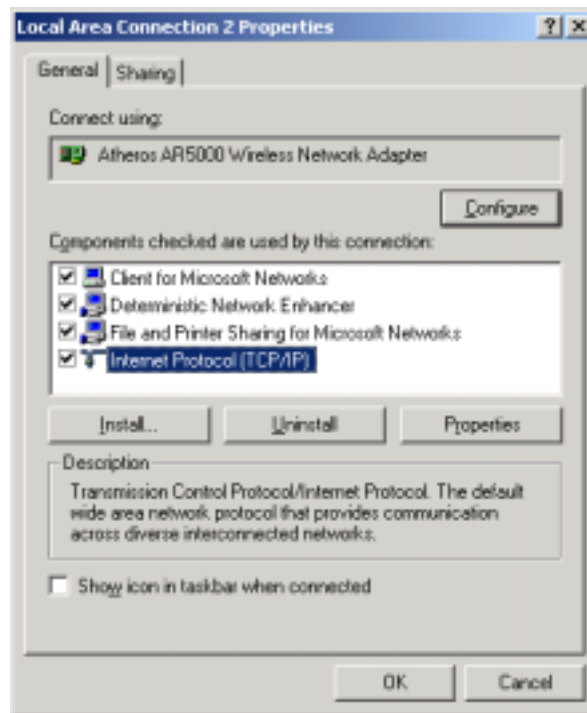 Local Area Connection 2 Properties
General
Sharing
Connect using:
Atheros AR5000 Wireless Network Adapter
Configure
Components checked are used by this connection:
Client for Microsoft Networks
Deterministic Network Enhancer
File and Printer Sharing for Microsoft Networks
Internet Protocol (TCP/IP)
Install...
Uninstall
Properties
Description
Transmission Control Protocol/Internet Protocol. The default
wide area network protocol that provides communication
across diverse interconnected networks.
Show icon in taskbar when connected
OK
Cancel